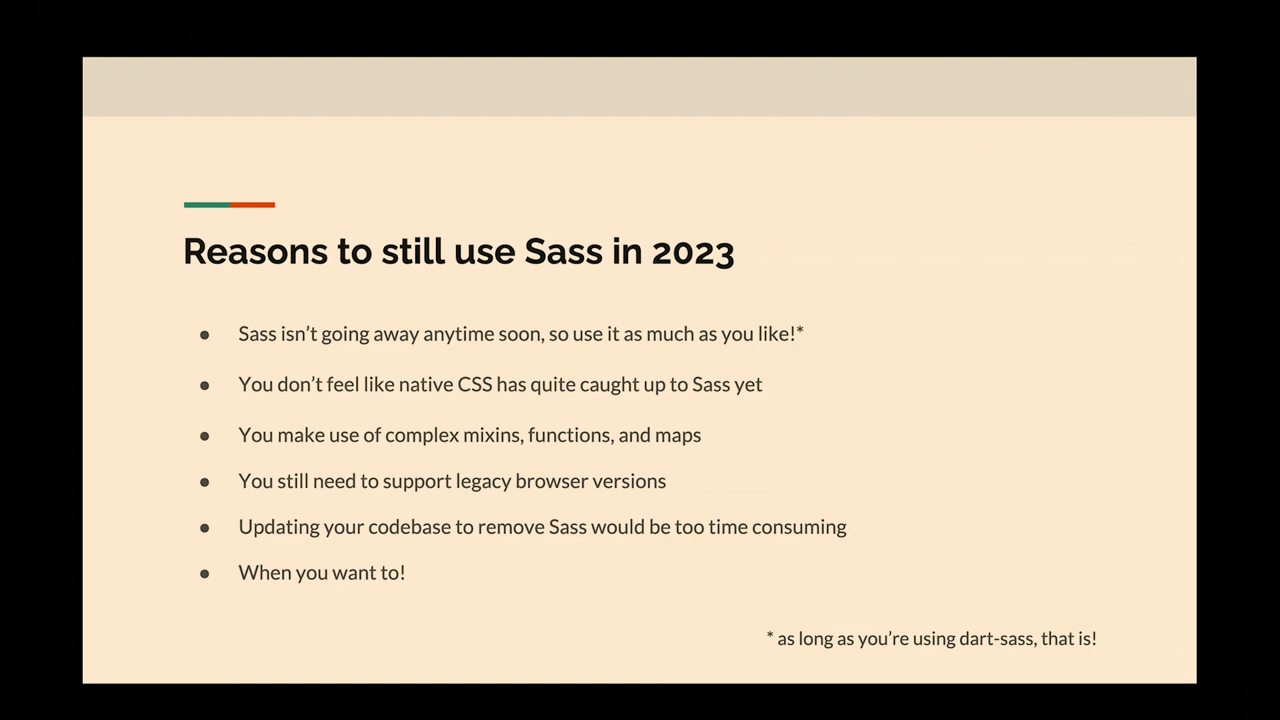 Reasons to still use Sass in 2023
● Sass isn’t going away anytime soon, so use it as much as you like!*
● You don’t feel like native CSS has quite caught up to Sass yet
● You make use of complex mixins, functions, and maps
● You still need to support legacy browser versions
● Updating your codebase to remove Sass would be too time consuming
● When you want to!
* as long as you’re using dart-sass, that is!